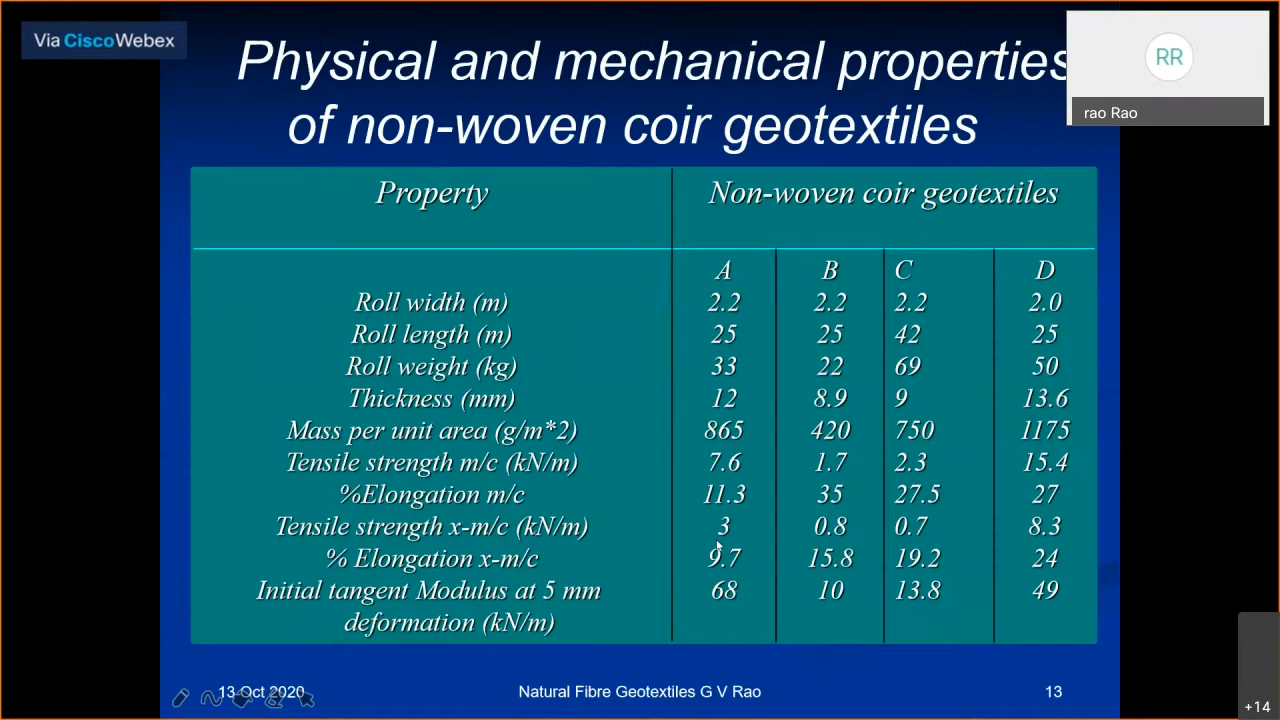 Via Cisco Webex
RR
rao Rao
Physical and mechanical properties
of non-woven coir geotextiles
Property Non-woven coir geotextiles
A B C D
Roll width (m) 2.2 2.2 2.2 2.0
Roll length (m) 25 25 42 25
Roll weight (kg) 33 22 69 50
Thickness (mm) 12 8.9 9 13.6
Mass per unit area (g/m*2) 865 420 750 1175
Tensile strength m/c (kN/m) 7.6 1.7 2.3 15.4
%Elongation m/c 11.3 35 27.5 27
Tensile strength x-m/c (kN/m) 3 0.8 0.7 8.3
% Elongation x-m/c 9.7 15.8 19.2 24
Initial tangent Modulus at 5 mm 68 10 13.8 49
deformation (kN/m)
13 Oct 2020 Natural Fibre Geotextiles G V Rao 13
+14